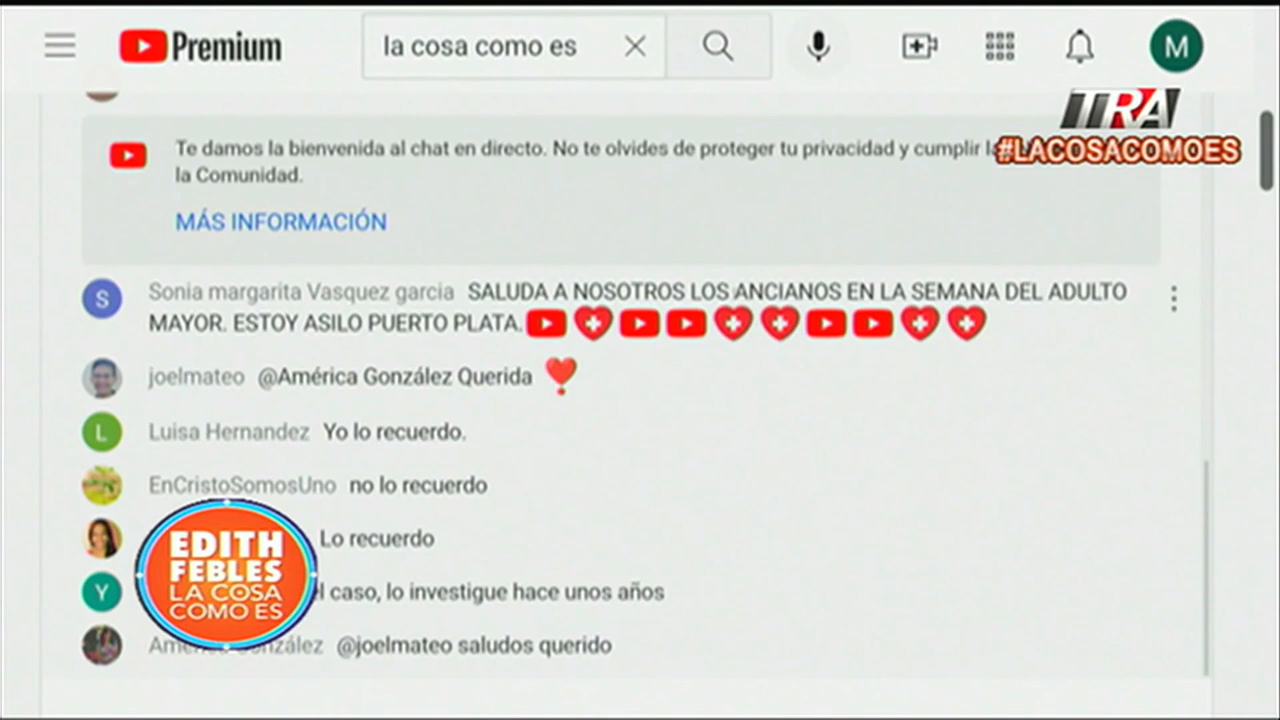 Premium
la cosa como es
M
TRA
#LACOSACOMOES
Te damos la bienvenida al chat en directo. No te olvides de proteger tu privacidad y cumplir
la Comunidad.
MÁS INFORMACIÓN
S
Sonia margarita Vasquez garcia SALUDA A NOSOTROS LOS ANCIANOS EN LA SEMANA DEL ADULTO
MAYOR. ESTOY ASILO PUERTO PLATA.
joelmateo @América González Querida
L
Luisa Hernandez Yo lo recuerdo.
EnCristoSomosUno no lo recuerdo
Lo recuerdo
Y
caso, lo investigue hace unos años
González @joelmateo saludos querido
EDITH
FEBLES
LA COSA
COMO ES